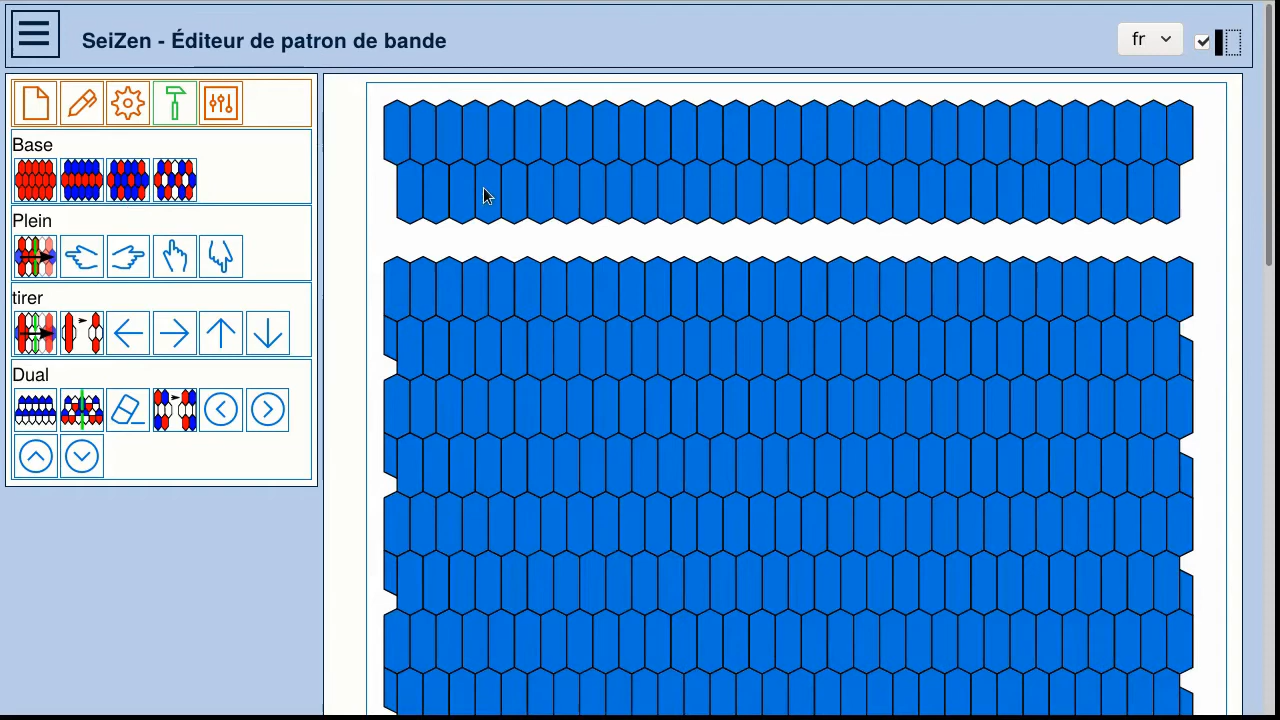 SeiZen - Éditeur de patron de bande
fr
Base
Plein
tirer
Dual